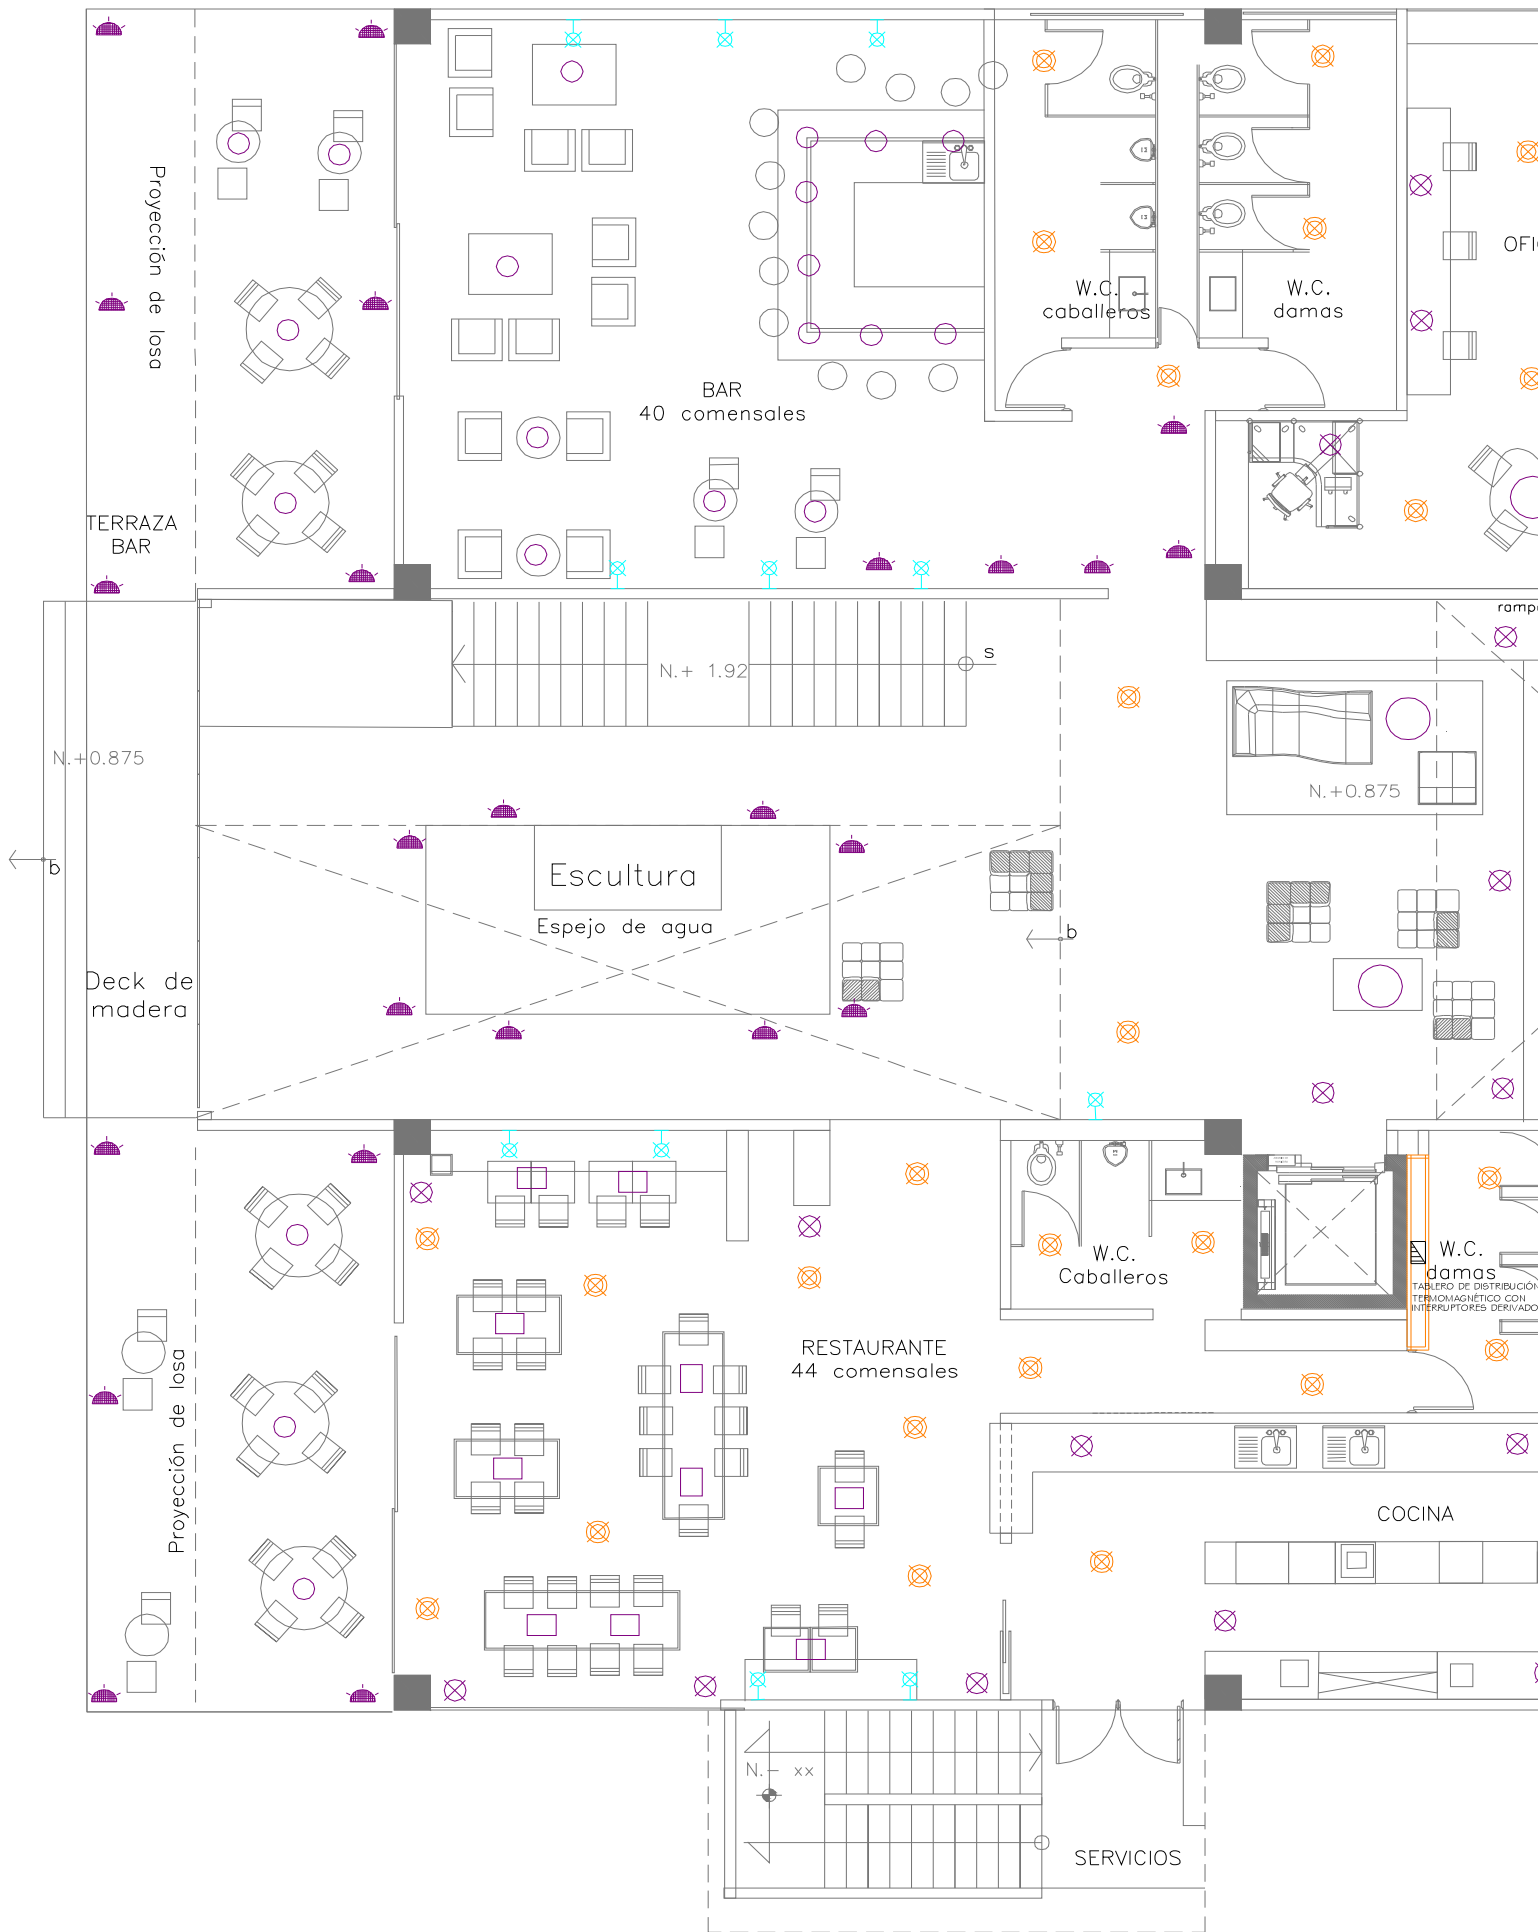 Proyección de losa
OFI
W.C.
caballeros
W.C.
damas
BAR
40 comensales
TERRAZA
BAR
ramp
s
N.+ 1.92
N.+0.875
N.+0.875
b
Escultura
Espejo de agua
b
Deck de
madera
W.C.
Caballeros
W.C.
damas
TABLERO DE DISTRIBUCIÓN
TERMOMAGNÉTICO CON
INTERRUPTORES DERIVADO
RESTAURANTE
44 comensales
Proyección de losa
COCINA
N.- xx
SERVICIOS